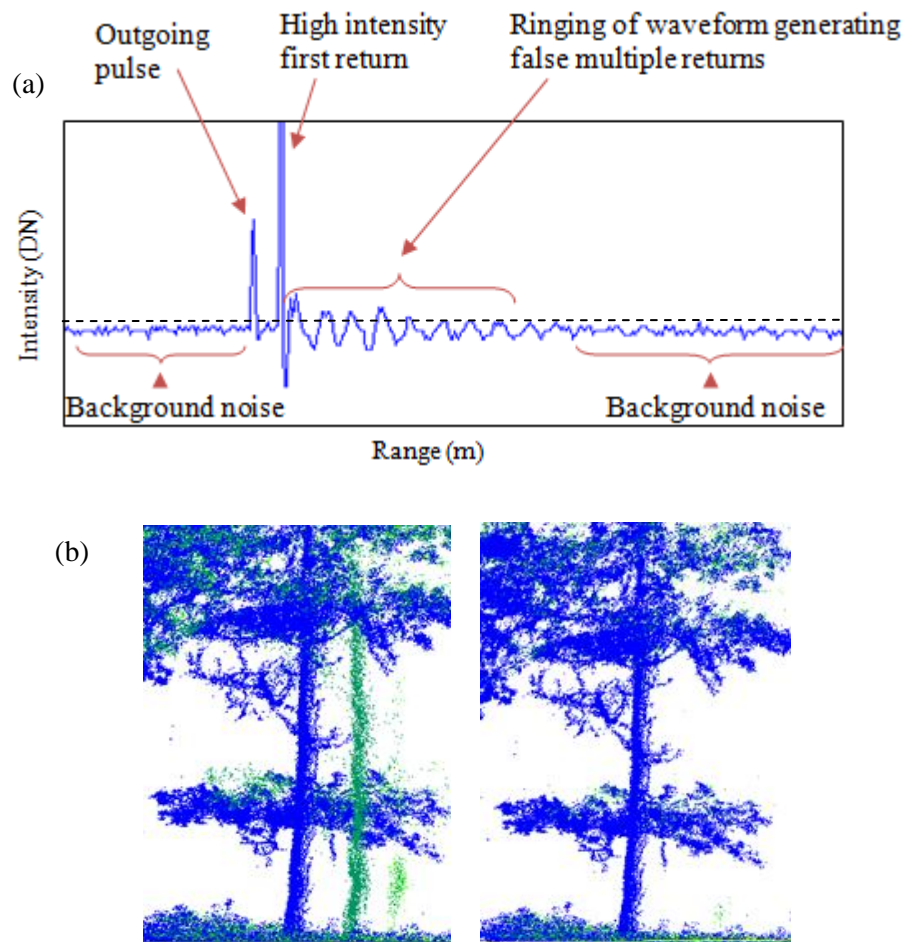 Outgoing
pulse
High intensity
first return
Ringing of waveform generating
false multiple returns
(a)
Intensity (DN)
Background noise
Background noise
Range (m)
(b)